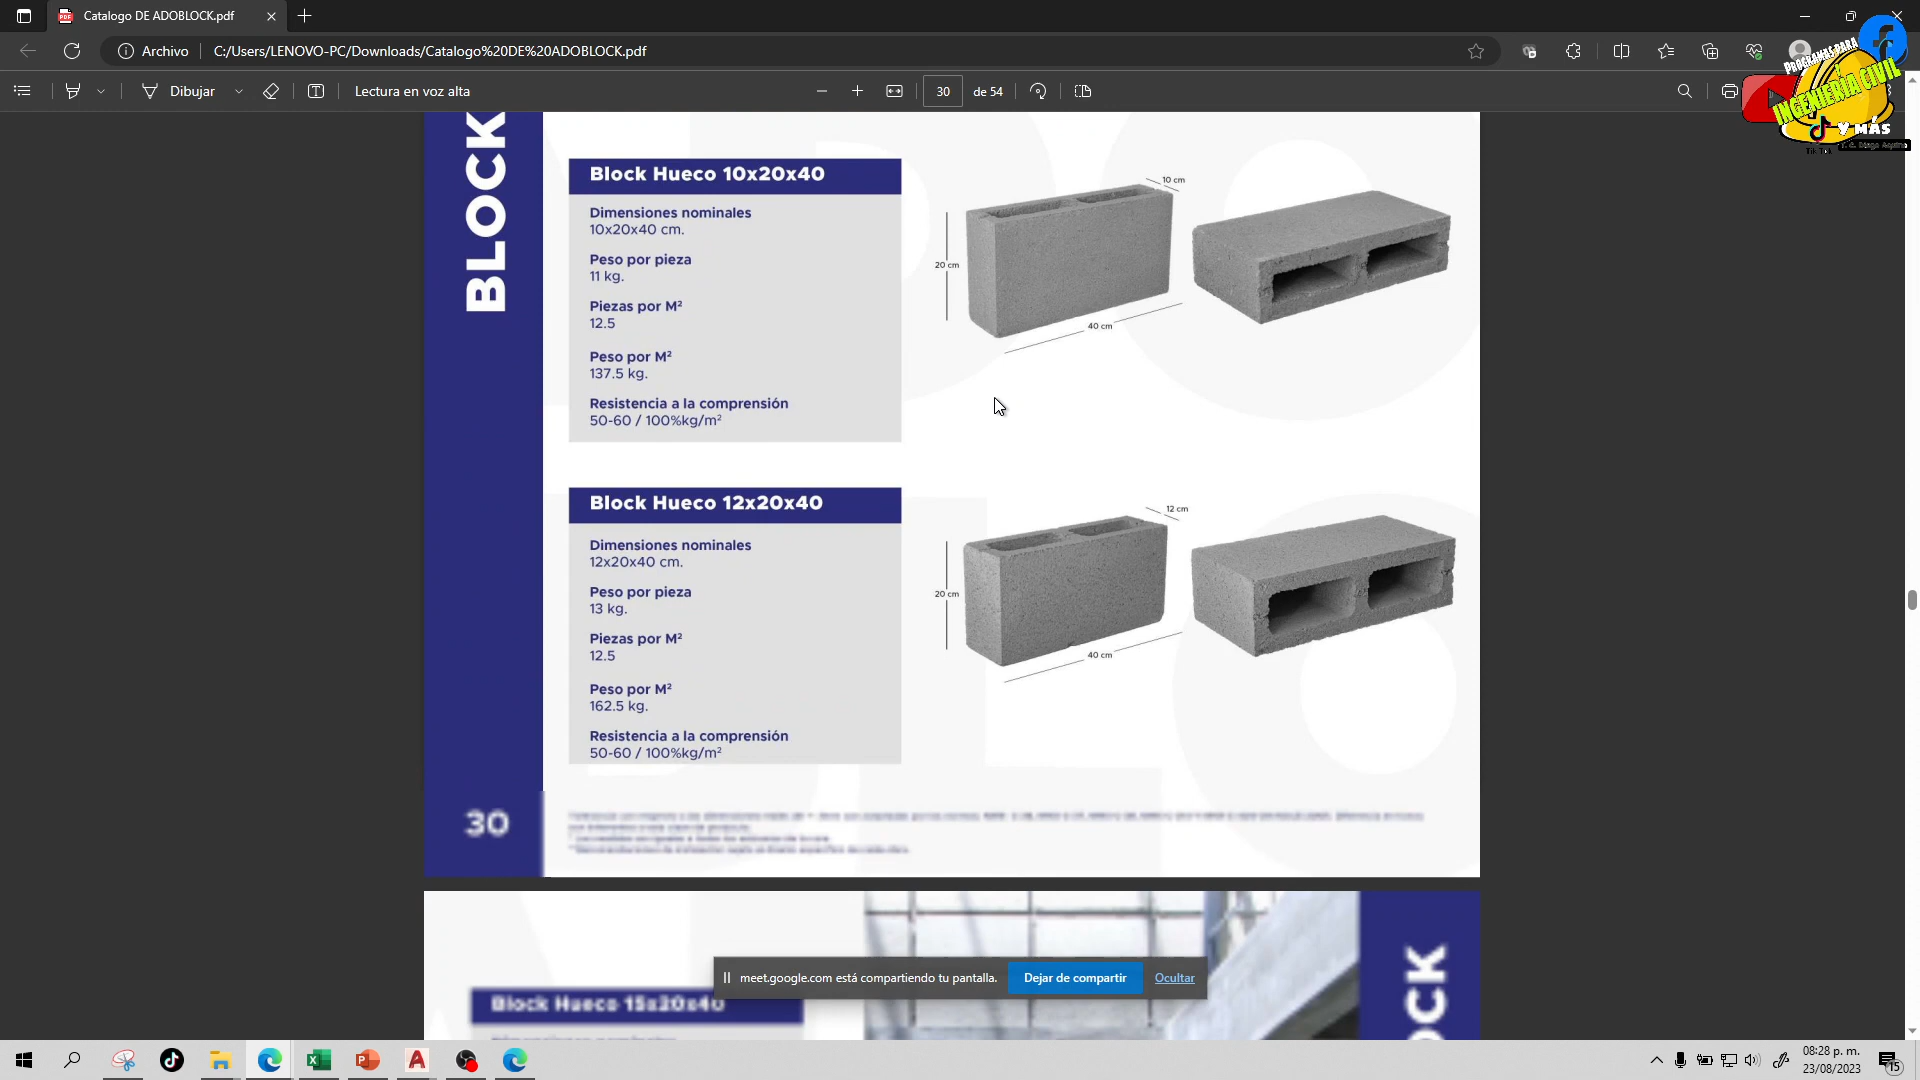 Catalogo DE ADOBLOCK.pdf
Archivo
C:/Users/LENOVO-PC/Downloads/Catalogo%20DE%20ADOBLOCK.pdf
PROGRAMAS PARA
INGENIERÍA CIVIL
Y MÁS
Dibujar
Lectura en voz alta
30
de 54
BLOCK
Block Hueco 10x20x40
Dimensiones nominales
10x20x40 cm.
Peso por pieza
11 kg.
Piezas por M²
12.5
Peso por M²
137.5 kg.
Resistencia a la comprensión
50-60 / 100%kg/m²
10 cm
20 cm
40 cm
Block Hueco 12x20x40
Dimensiones nominales
12x20x40 cm.
Peso por pieza
13 kg.
Piezas por M²
12.5
Peso por M²
162.5 kg.
Resistencia a la comprensión
50-60 / 100%kg/m²
12 cm
20 cm
40 cm
30
meet.google.com está compartiendo tu pantalla.
Dejar de compartir
Ocultar
Block Hueco 15x20x40
OCK
08:28 p. m.
23/08/2023
15